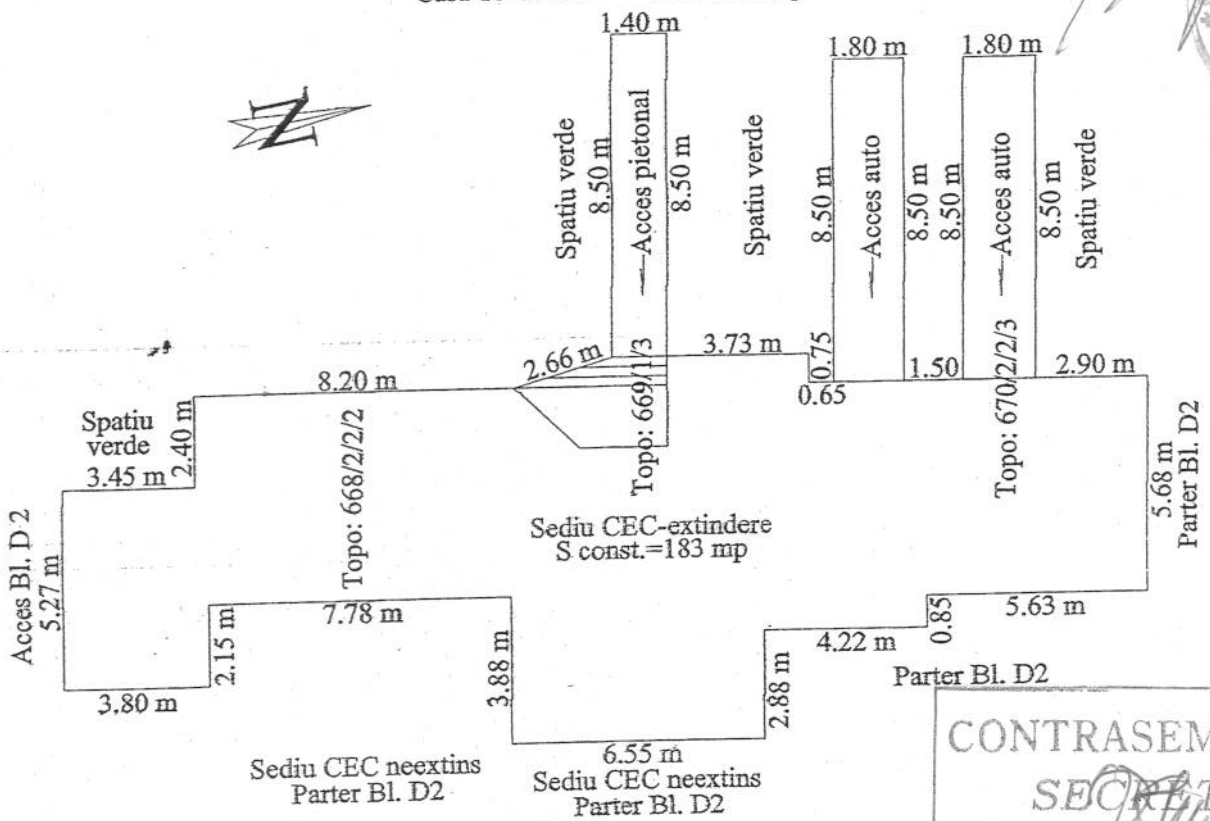 1.40 m
1.80 m
1.80 m
N
Spatiu verde
8.50 m
Acces pietonal
8.50 m
Spatiu verde
8.50 m
Acces auto
8.50 m
8.50 m
Acces auto
8.50 m
Spatiu verde
2.66 m
Topo: 669/1/3
3.73 m
0.75
0.65
1.50
Topo: 670/2/2/3
2.90 m
8.20 m
Spatiu
verde
2.40 m
3.45 m
Topo: 668/2/2/2
5.68 m
Parter Bl. D2
Sediu CEC-extindere
S const.=183 mp
Acces Bl. D 2
5.27 m
7.78 m
2.15 m
3.80 m
3.88 m
6.55 m
2.88 m
4.22 m
0.85
5.63 m
Parter Bl. D2
Sediu CEC neextins
Parter Bl. D2
Sediu CEC neextins
Parter Bl. D2
CONTRASEM